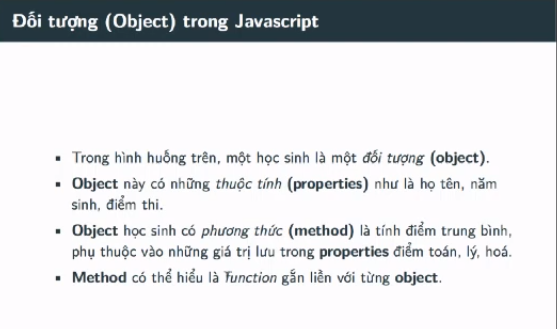 Đối tượng (Object) trong Javascript
Trong hình huống trên, một học sinh là một đối tượng (object).
Object này có những thuộc tính (properties) như là họ tên, năm
sinh, điểm thi.
Object học sinh có phương thức (method) là tính điểm trung bình,
phụ thuộc vào những giá trị lưu trong properties điểm toán, lý, hoá.
Method có thể hiểu là function gắn liền với từng object.